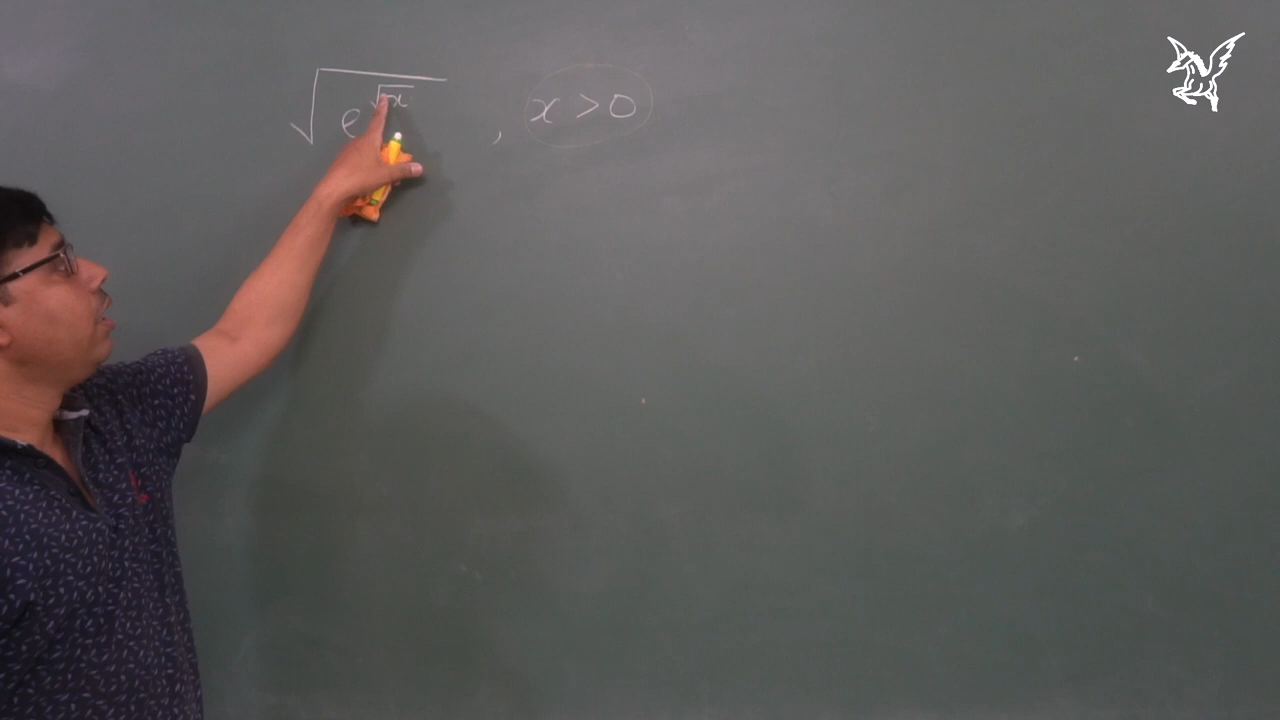 √(e^√x) , x > 0